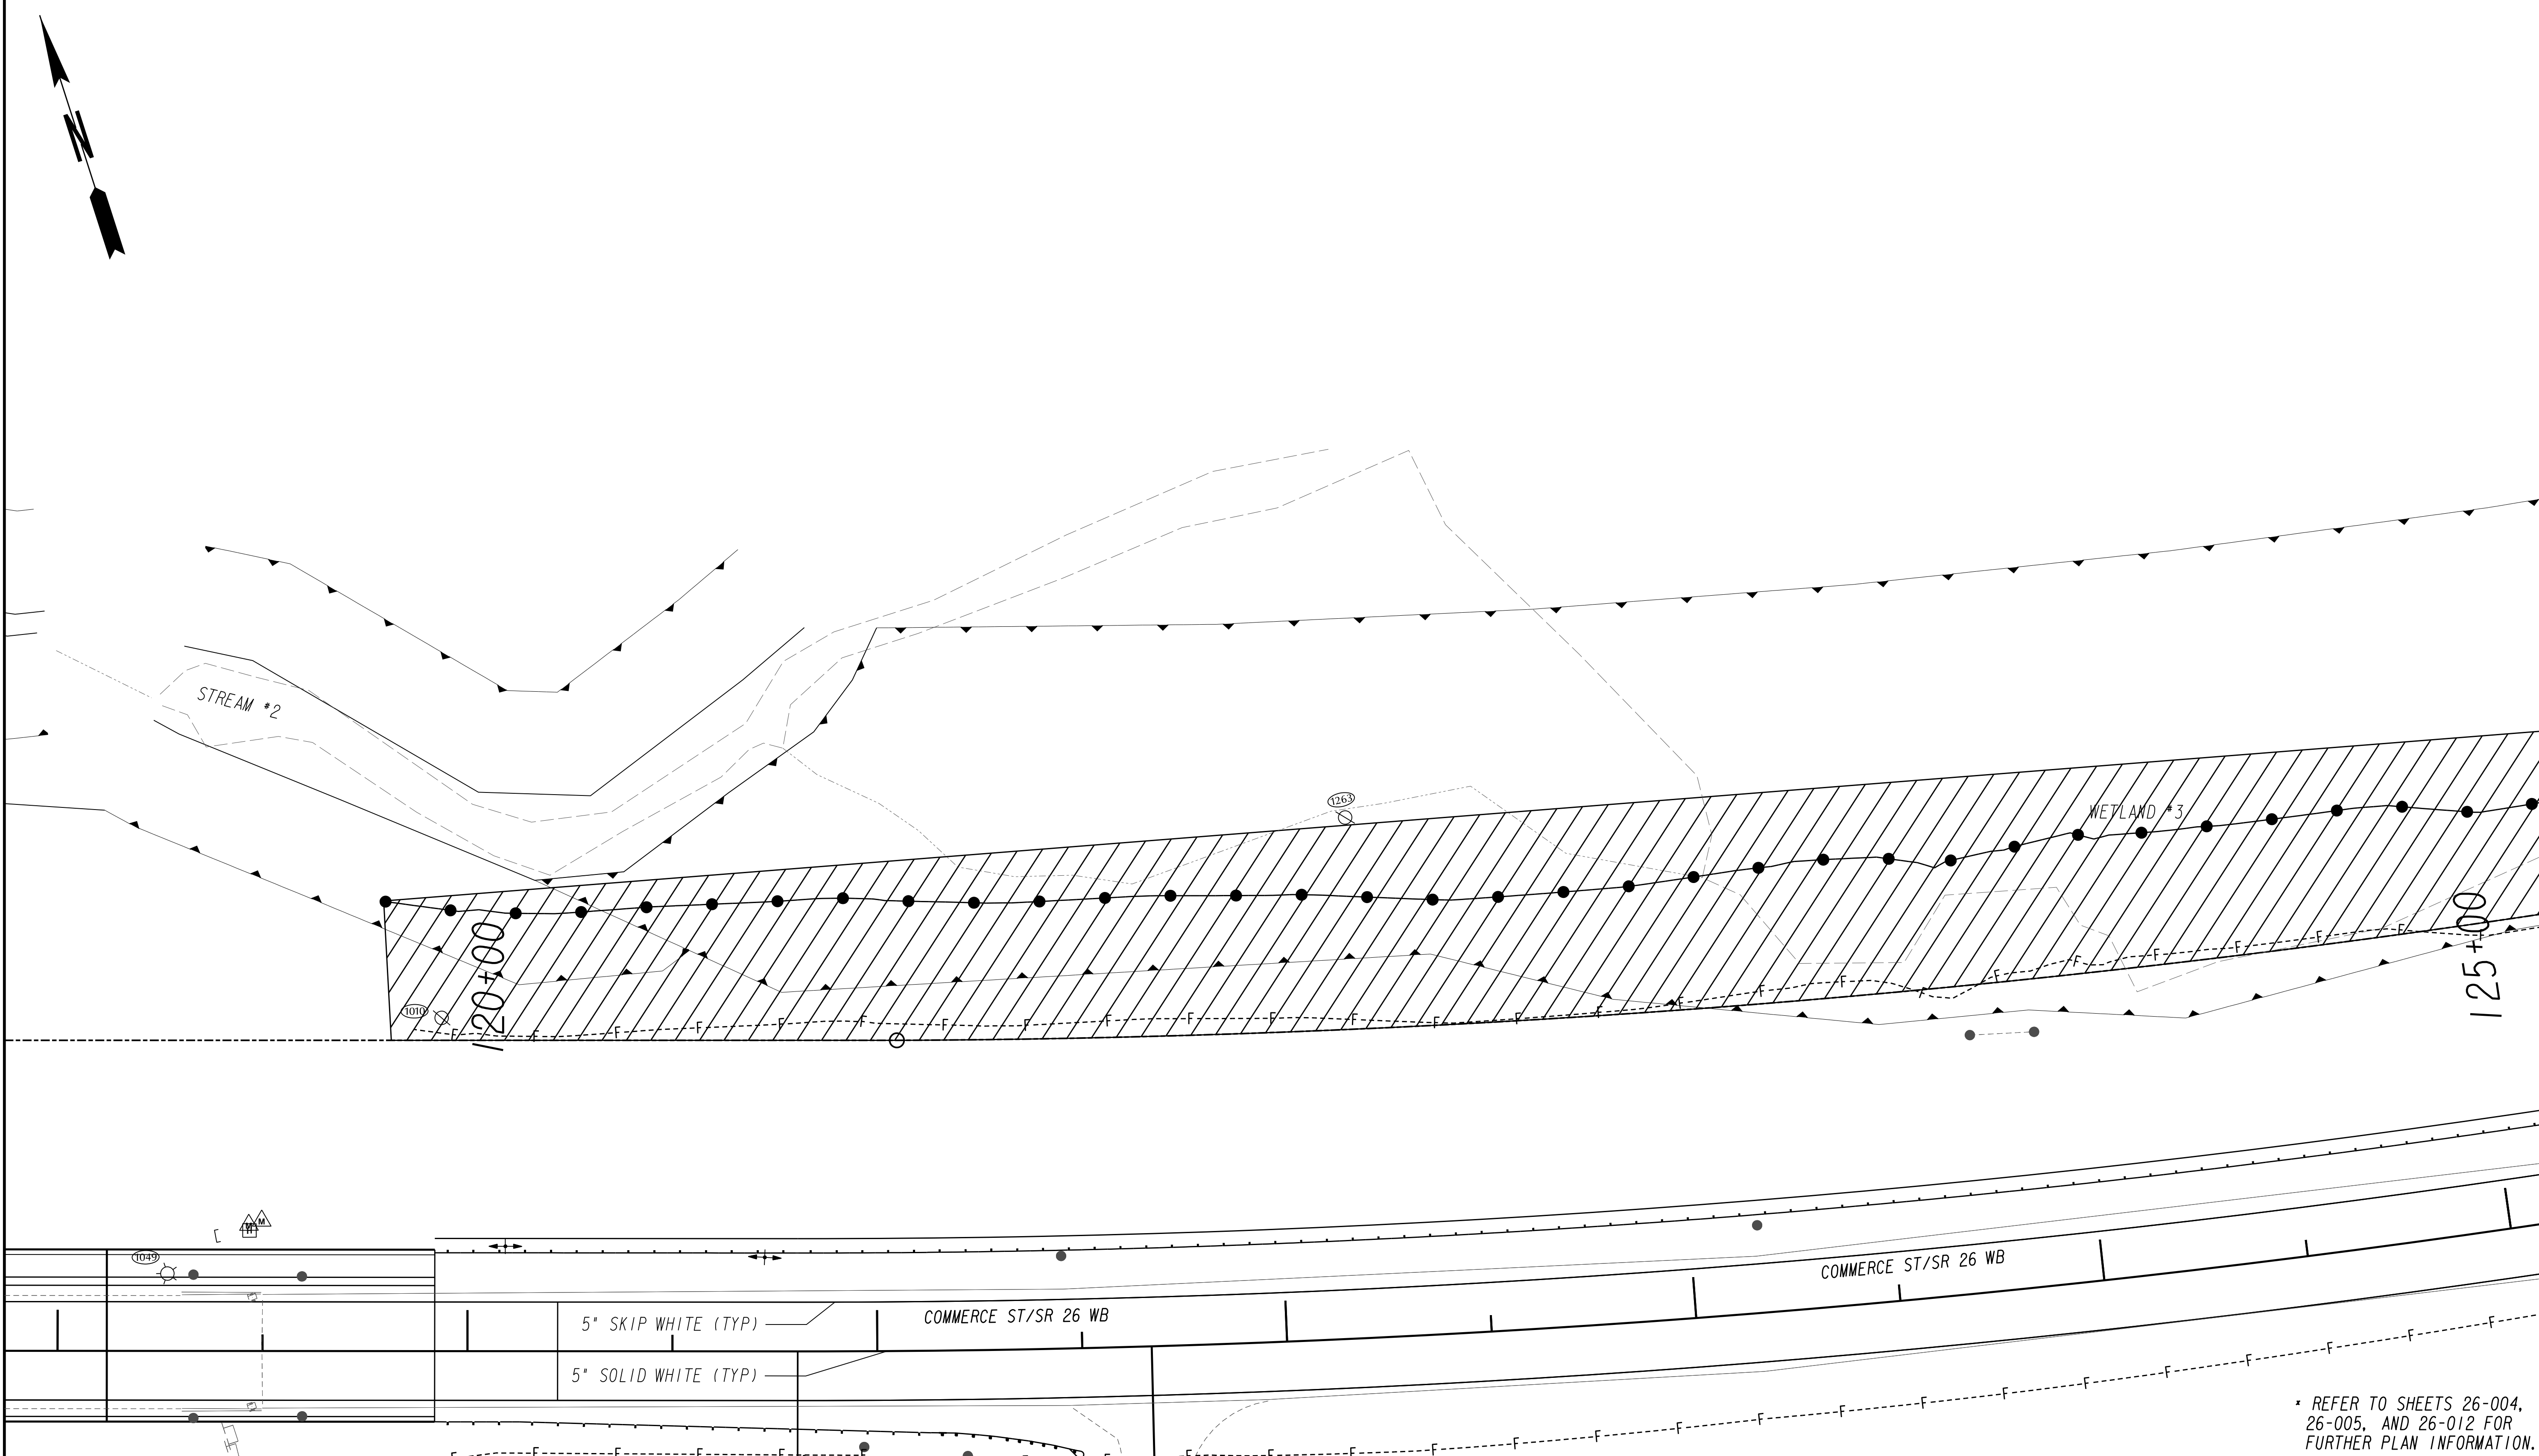 N
STREAM #2
1263
WETLAND #3
120+00
125+00
1010
M
M
1049
COMMERCE ST/SR 26 WB
5" SKIP WHITE (TYP)
COMMERCE ST/SR 26 WB
5" SOLID WHITE (TYP)
* REFER TO SHEETS 26-004,
26-005, AND 26-012 FOR
FURTHER PLAN INFORMATION.
F F F F F F F F F F F F F F F F F F F F F F F F F
F F F F F F F F F F F F F F F F F F F F F F F